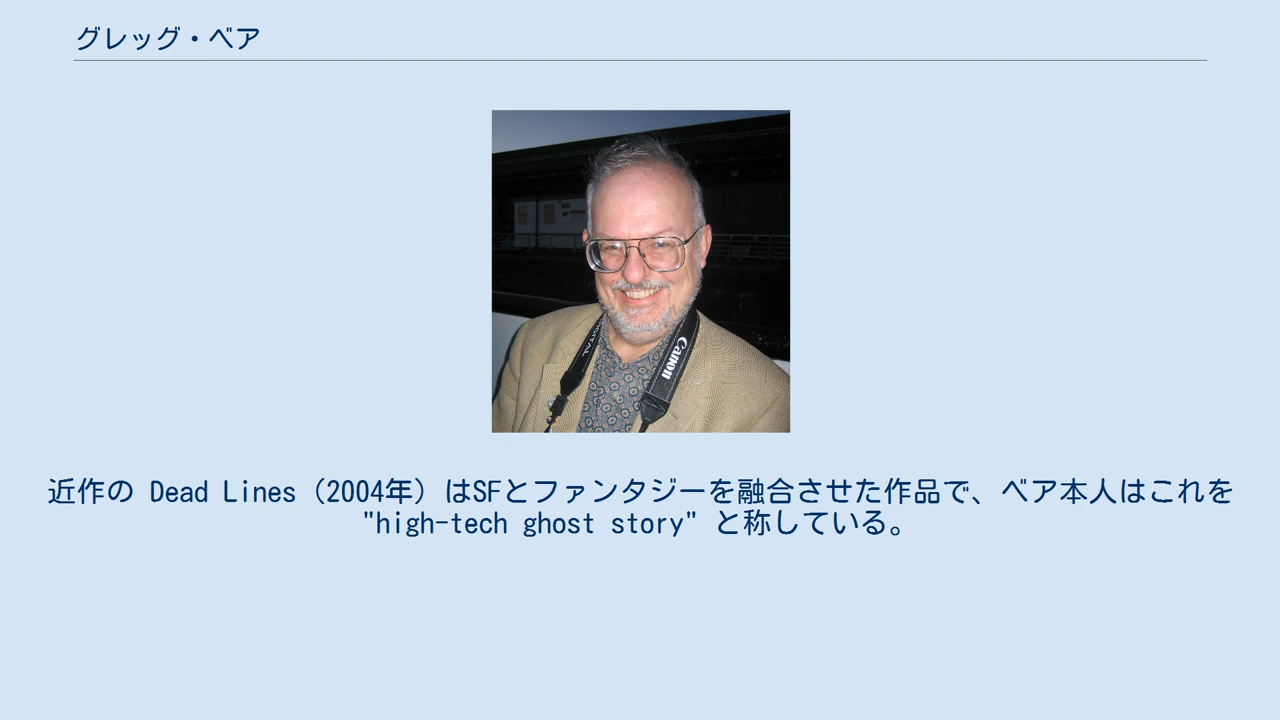 グレッグ・ベア
DIGITAL
Canon
近作の Dead Lines（2004年）はSFとファンタジーを融合させた作品で、ベア本人はこれを
"high-tech ghost story" と称している。